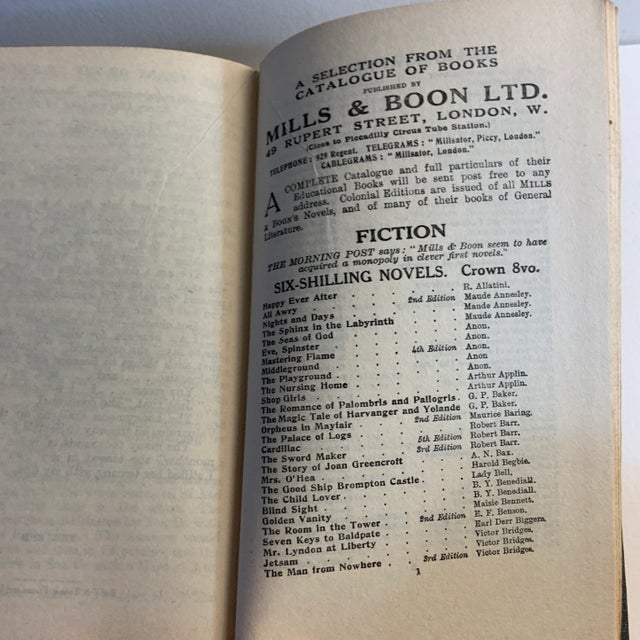 A SELECTION FROM THE
CATALOGUE OF BOOKS
PUBLISHED BY
MILLS & BOON LTD.
49 RUPERT STREET, LONDON, W.
(Close to Piccadilly Circus Tube Station.)
TELEPHONE: 929 Regent. TELEGRAMS: "Millsator, Piccy, London."
CABLEGRAMS: "Millsator, London."
A COMPLETE Catalogue and full particulars of their
Educational Books will be sent post free to any
address. Colonial Editions are issued of all MILLS
& BOON'S Novels, and of many of their books of General
Literature.
FICTION
THE MORNING POST says: "Mills & Boon seem to have
acquired a monopoly in clever first novels."
SIX-SHILLING NOVELS. Crown 8vo.
Happy Ever After . . . . R. Allatini.
All Awry . . . . 2nd Edition Maude Annesley.
Nights and Days . . . . Maude Annesley.
The Sphinx in the Labyrinth . . . Maude Annesley.
The Seas of God . . . . Anon.
Eve, Spinster . . . . Anon.
Mastering Flame . . . 4th Edition Anon.
Middleground . . . . Anon
The Playground . . . . Anon.
The Nursing Home . . . . Arthur Applin.
Shop Girls . . . . Arthur Applin.
The Romance of Palombris and Pallogris . G. P. Baker.
The Magic Tale of Harvanger and Yolande G. P. Baker.
Orpheus in Mayfair . . 2nd Edition Maurice Baring.
The Palace of Logs . . . . Robert Barr.
Cardillac . . . . 5th Edition Robert Barr.
The Sword Maker . . . 3rd Edition Robert Barr.
The Story of Joan Greencroft . . . A. N. Bax.
Mrs. O'Hea . . . . Harold Begbie.
The Good Ship Brompton Castle . . Lady Bell.
The Child Lover . . . . B. Y. Benediall.
Blind Sight . . . . B. Y. Benediall.
Golden Vanity . . . . Maisie Bennett.
The Room in the Tower . . 2nd Edition E. F. Benson.
Seven Keys to Baldpate . . . Earl Derr Biggers.
Mr. Lyndon at Liberty . . . Victor Bridges.
Jetsam . . . . Victor Bridges.
The Man from Nowhere . . 3rd Edition Victor Bridges.
1